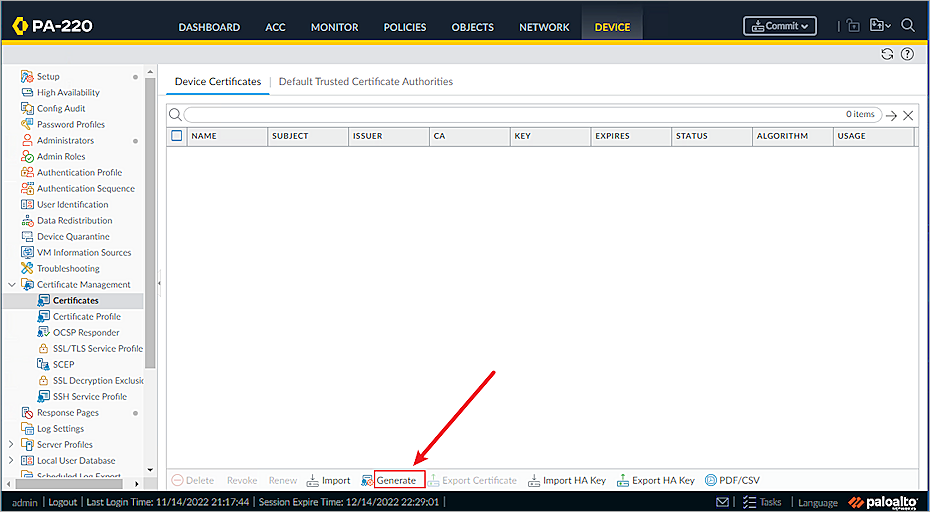 PA-220 DASHBOARD ACC MONITOR POLICIES OBJECTS NETWORK DEVICE Commit
Setup
High Availability
Config Audit
Password Profiles
Administrators
Admin Roles
Authentication Profile
Authentication Sequence
User Identification
Data Redistribution
Device Quarantine
VM Information Sources
Troubleshooting
Certificate Management
Certificates
Certificate Profile
OCSP Responder
SSL/TLS Service Profile
SCEP
SSL Decryption Exclusio
SSH Service Profile
Response Pages
Log Settings
Server Profiles
Local User Database
Scheduled Log Export
Device Certificates | Default Trusted Certificate Authorities
0 items
NAME SUBJECT ISSUER CA KEY EXPIRES STATUS ALGORITHM USAGE
Delete Revoke Renew Import Generate Export Certificate Import HA Key Export HA Key PDF/CSV
admin | Logout | Last Login Time: 11/14/2022 21:17:44 | Session Expire Time: 12/14/2022 22:29:01 | Tasks | Language paloalto
NETWORKS